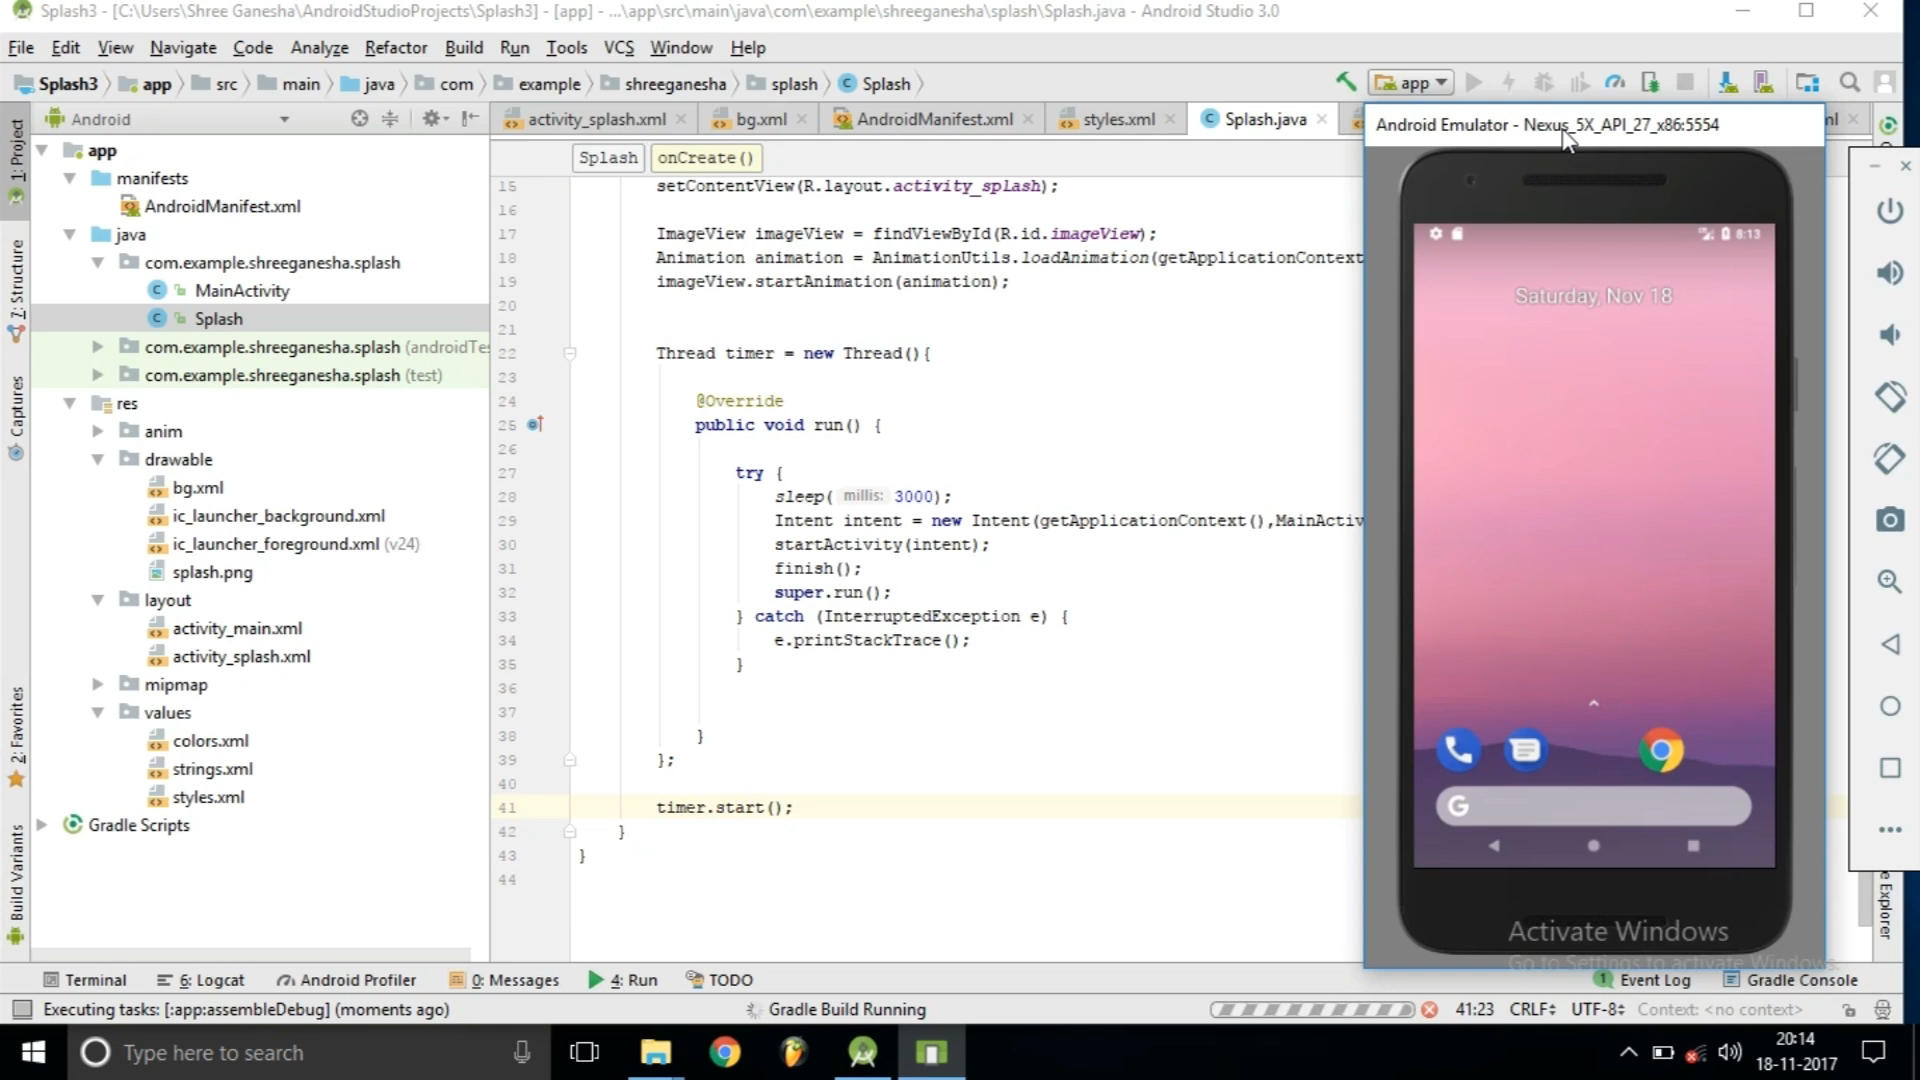 Splash3 - [C:\Users\Shree Ganesha\AndroidStudioProjects\Splash3] - [app] - ...\app\src\main\java\com\example\shreeganesha\splash\Splash.java - Android Studio 3.0
File Edit View Navigate Code Analyze Refactor Build Run Tools VCS Window Help
Splash3 app src main java com example shreeganesha splash Splash
app
Android
activity_splash.xml bg.xml AndroidManifest.xml styles.xml Splash.java
Android Emulator - Nexus_5X_API_27_x86:5554
Splash onCreate()
1: Project
7: Structure
Captures
2: Favorites
Build Variants
app
manifests
AndroidManifest.xml
java
com.example.shreeganesha.splash
MainActivity
Splash
com.example.shreeganesha.splash (androidTes
com.example.shreeganesha.splash (test)
res
anim
drawable
bg.xml
ic_launcher_background.xml
ic_launcher_foreground.xml (v24)
splash.png
layout
activity_main.xml
activity_splash.xml
mipmap
values
colors.xml
strings.xml
styles.xml
Gradle Scripts
15 setContentView(R.layout.activity_splash);
16
17 ImageView imageView = findViewById(R.id.imageView);
18 Animation animation = AnimationUtils.loadAnimation(getApplicationContext
19 imageView.startAnimation(animation);
20
21
22 Thread timer = new Thread(){
23
24 @Override
25 public void run() {
26
27 try {
28 sleep( millis: 3000);
29 Intent intent = new Intent(getApplicationContext(),MainActiv
30 startActivity(intent);
31 finish();
32 super.run();
33 } catch (InterruptedException e) {
34 e.printStackTrace();
35 }
36
37
38 }
39 };
40
41 timer.start();
42 }
43 }
44
8:13
Saturday, Nov 18
G
Activate Windows
Go to Settings to activate Windows.
e Explorer
Terminal 6: Logcat Android Profiler 0: Messages 4: Run TODO 1 Event Log Gradle Console
Executing tasks: [:app:assembleDebug] (moments ago) Gradle Build Running 41:23 CRLF UTF-8 Context: <no context>
Type here to search
20:14
18-11-2017